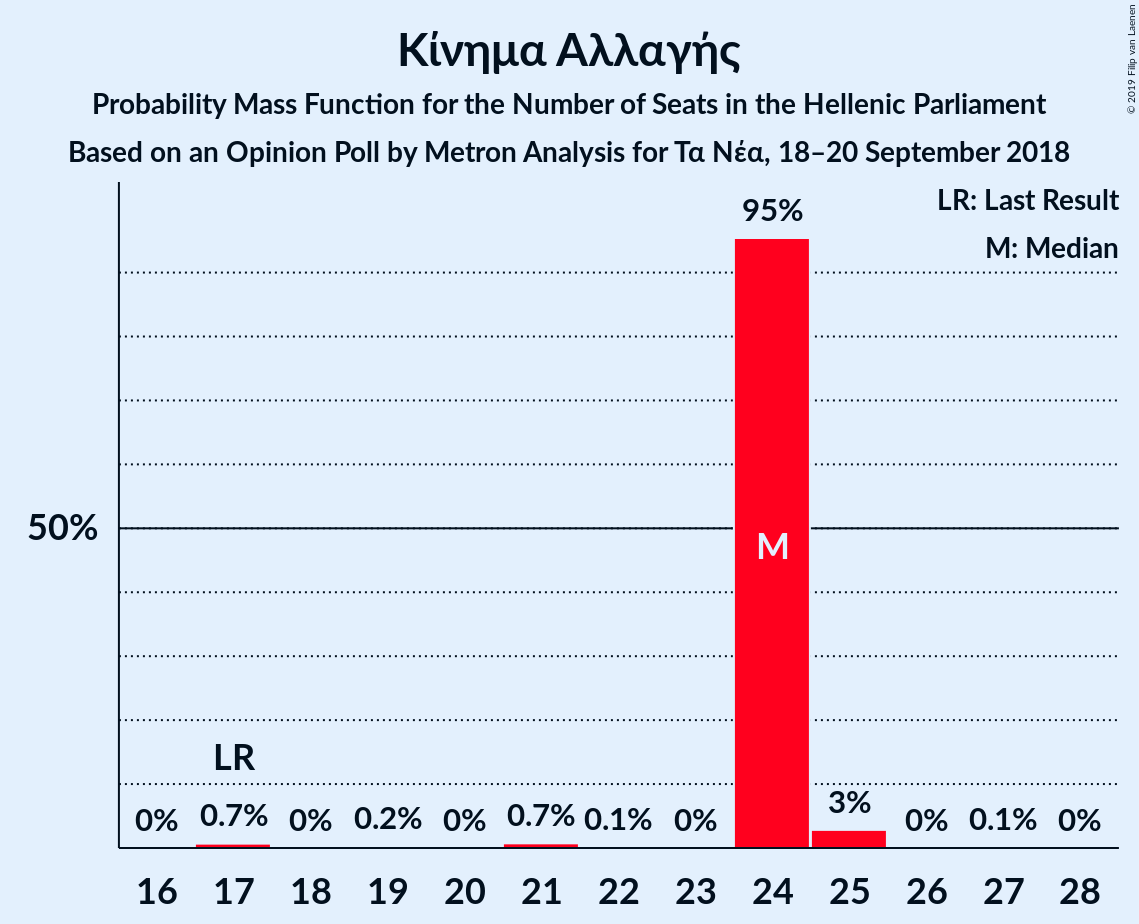 Κίνημα Αλλαγής
Probability Mass Function for the Number of Seats in the Hellenic Parliament
Based on an Opinion Poll by Metron Analysis for Τα Νέα, 18–20 September 2018
© 2019 Filip van Laenen
LR: Last Result
M: Median
95%
50%
M
LR
0% 0.7% 0% 0.2% 0% 0.7% 0.1% 0% 3% 0% 0.1% 0%
16 17 18 19 20 21 22 23 24 25 26 27 28